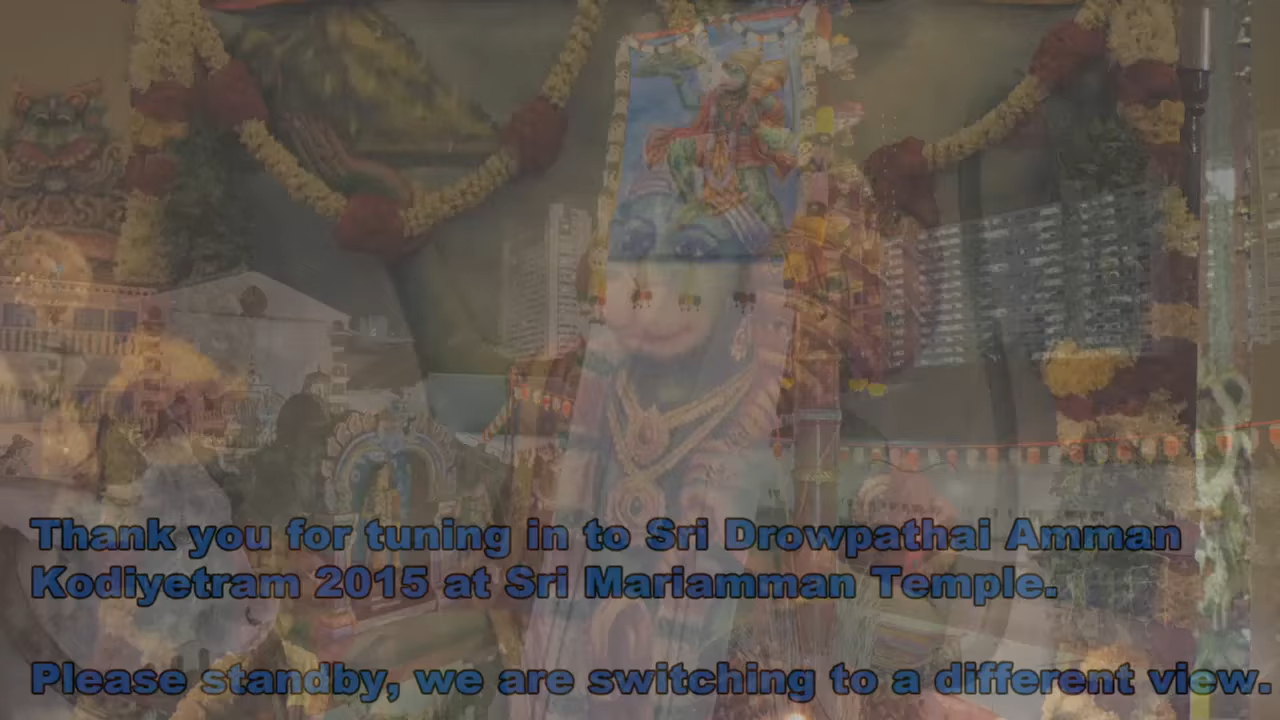 Thank you for tuning in to Sri Drowpathai Amman
Kodiyetram 2015 at Sri Mariamman Temple.
Please standby, we are switching to a different view.